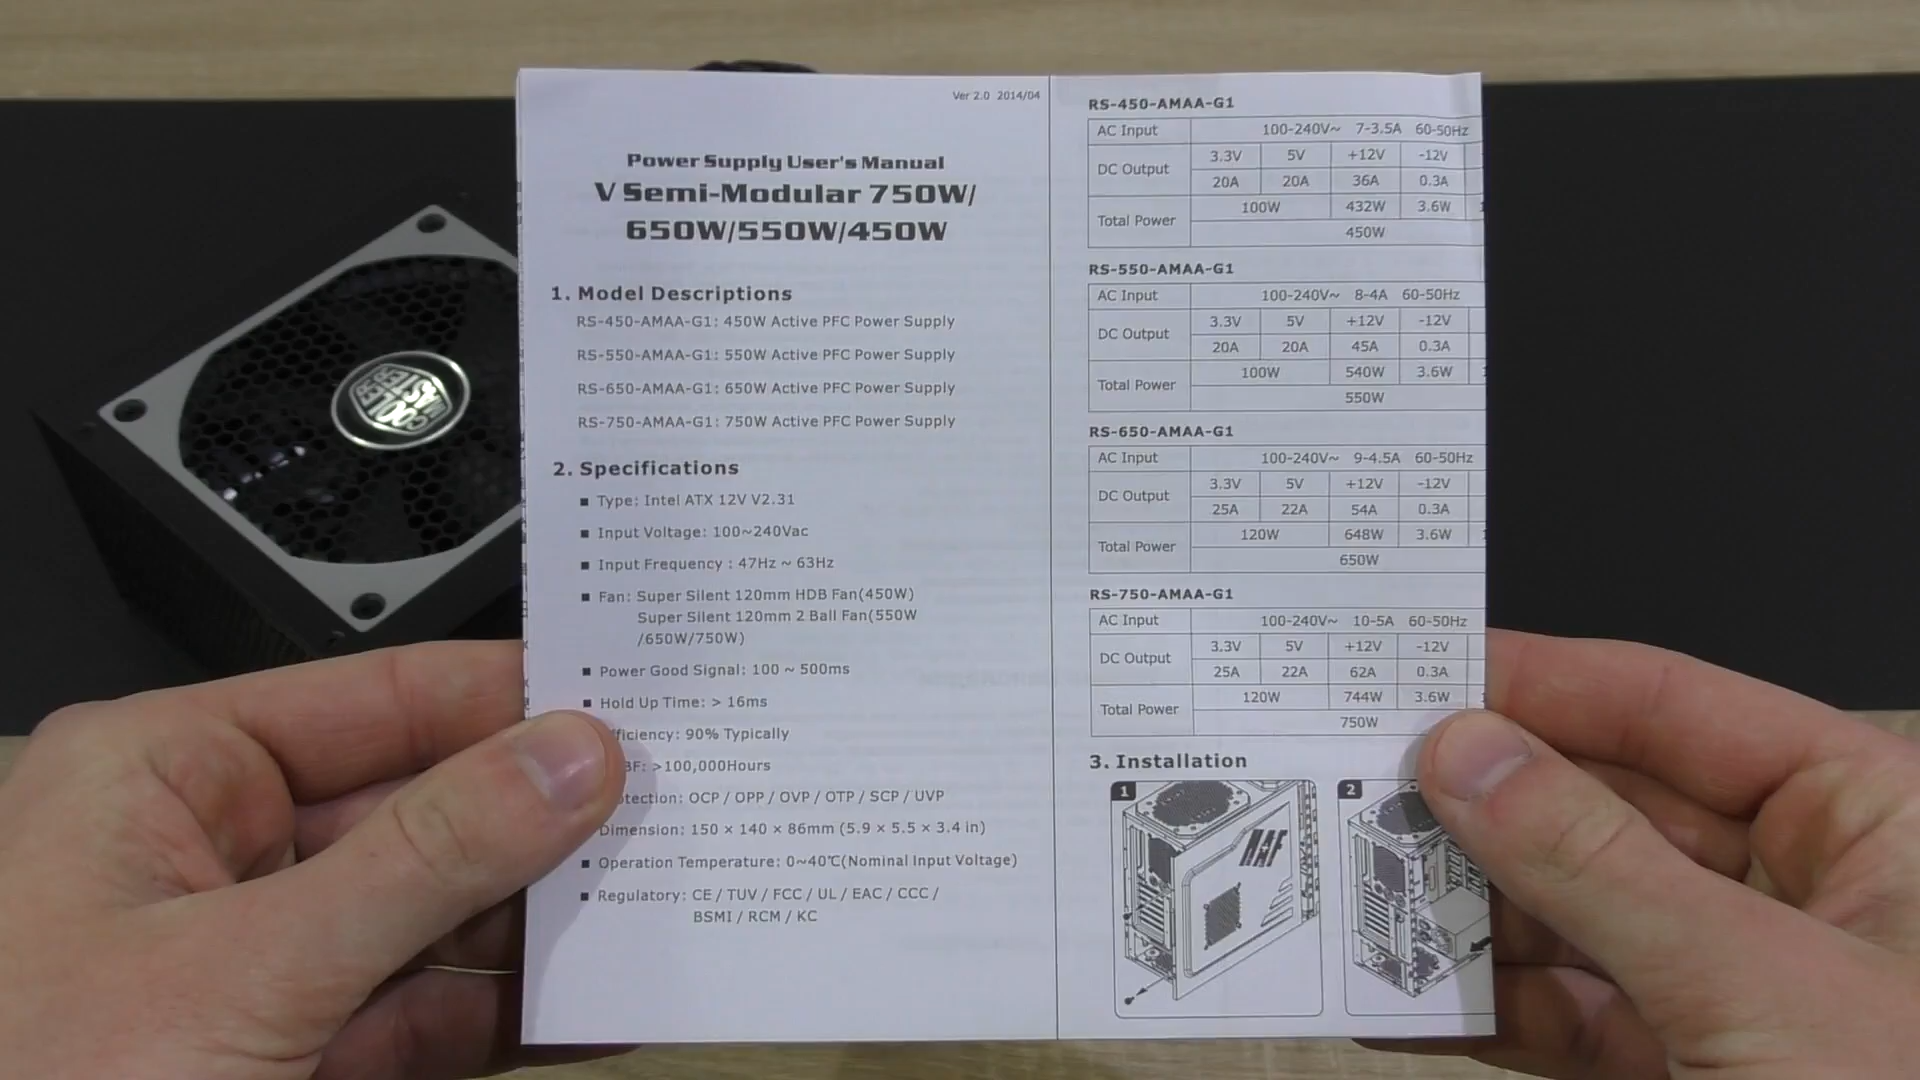 Ver 2.0 2014/04
Power Supply User's Manual
V Semi-Modular 750W/
650W/550W/450W
1. Model Descriptions
RS-450-AMAA-G1: 450W Active PFC Power Supply
RS-550-AMAA-G1: 550W Active PFC Power Supply
RS-650-AMAA-G1: 650W Active PFC Power Supply
RS-750-AMAA-G1: 750W Active PFC Power Supply
2. Specifications
■ Type: Intel ATX 12V V2.31
■ Input Voltage: 100~240Vac
■ Input Frequency : 47Hz ~ 63Hz
■ Fan: Super Silent 120mm HDB Fan(450W)
Super Silent 120mm 2 Ball Fan(550W
/650W/750W)
■ Power Good Signal: 100 ~ 500ms
■ Hold Up Time: > 16ms
90% Typically
>100,000Hours
OCP / OPP / OVP / OTP / SCP / UVP
Dimension: 150 × 140 × 86mm (5.9 × 5.5 × 3.4 in)
■ Operation Temperature: 0~40℃(Nominal Input Voltage)
■ Regulatory: CE / TUV / FCC / UL / EAC / CCC /
BSMI / RCM / KC
RS-450-AMAA-G1
AC Input 100-240V~ 7-3.5A 60-50Hz
DC Output 3.3V 5V +12V -12V
20A 20A 36A 0.3A
Total Power 100W 432W 3.6W
450W
RS-550-AMAA-G1
AC Input 100-240V~ 8-4A 60-50Hz
DC Output 3.3V 5V +12V -12V
20A 20A 45A 0.3A
Total Power 100W 540W 3.6W
550W
RS-650-AMAA-G1
AC Input 100-240V~ 9-4.5A 60-50Hz
DC Output 3.3V 5V +12V -12V
25A 22A 54A 0.3A
Total Power 120W 648W 3.6W
650W
RS-750-AMAA-G1
AC Input 100-240V~ 10-5A 60-50Hz
DC Output 3.3V 5V +12V -12V
25A 22A 62A 0.3A
Total Power 120W 744W 3.6W
750W
3. Installation
1
2
HAF
COOLER
MASTER